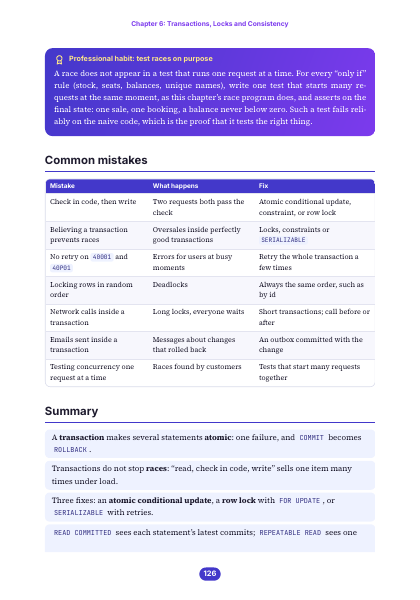 Chapter 6: Transactions, Locks and Consistency
Professional habit: test races on purpose
A race does not appear in a test that runs one request at a time. For every “only if”
rule (stock, seats, balances, unique names), write one test that starts many re-
quests at the same moment, as this chapter’s race program does, and asserts on the
final state: one sale, one booking, a balance never below zero. Such a test fails reli-
ably on the naive code, which is the proof that it tests the right thing.
Common mistakes
Mistake What happens Fix
Check in code, then write Two requests both pass the Atomic conditional update,
check constraint, or row lock
Believing a transaction Oversales inside perfectly Locks, constraints or
prevents races good transactions SERIALIZABLE
No retry on 40001 and Errors for users at busy Retry the whole transaction a
40P01 moments few times
Locking rows in random Deadlocks Always the same order, such as
order by id
Network calls inside a Long locks, everyone waits Short transactions; call before or
transaction after
Emails sent inside a Messages about changes An outbox committed with the
transaction that rolled back change
Testing concurrency one Races found by customers Tests that start many requests
request at a time together
Summary
A transaction makes several statements atomic: one failure, and COMMIT becomes
ROLLBACK.
Transactions do not stop races: “read, check in code, write” sells one item many
times under load.
Three fixes: an atomic conditional update, a row lock with FOR UPDATE, or
SERIALIZABLE with retries.
READ COMMITTED sees each statement’s latest commits; REPEATABLE READ sees one
126